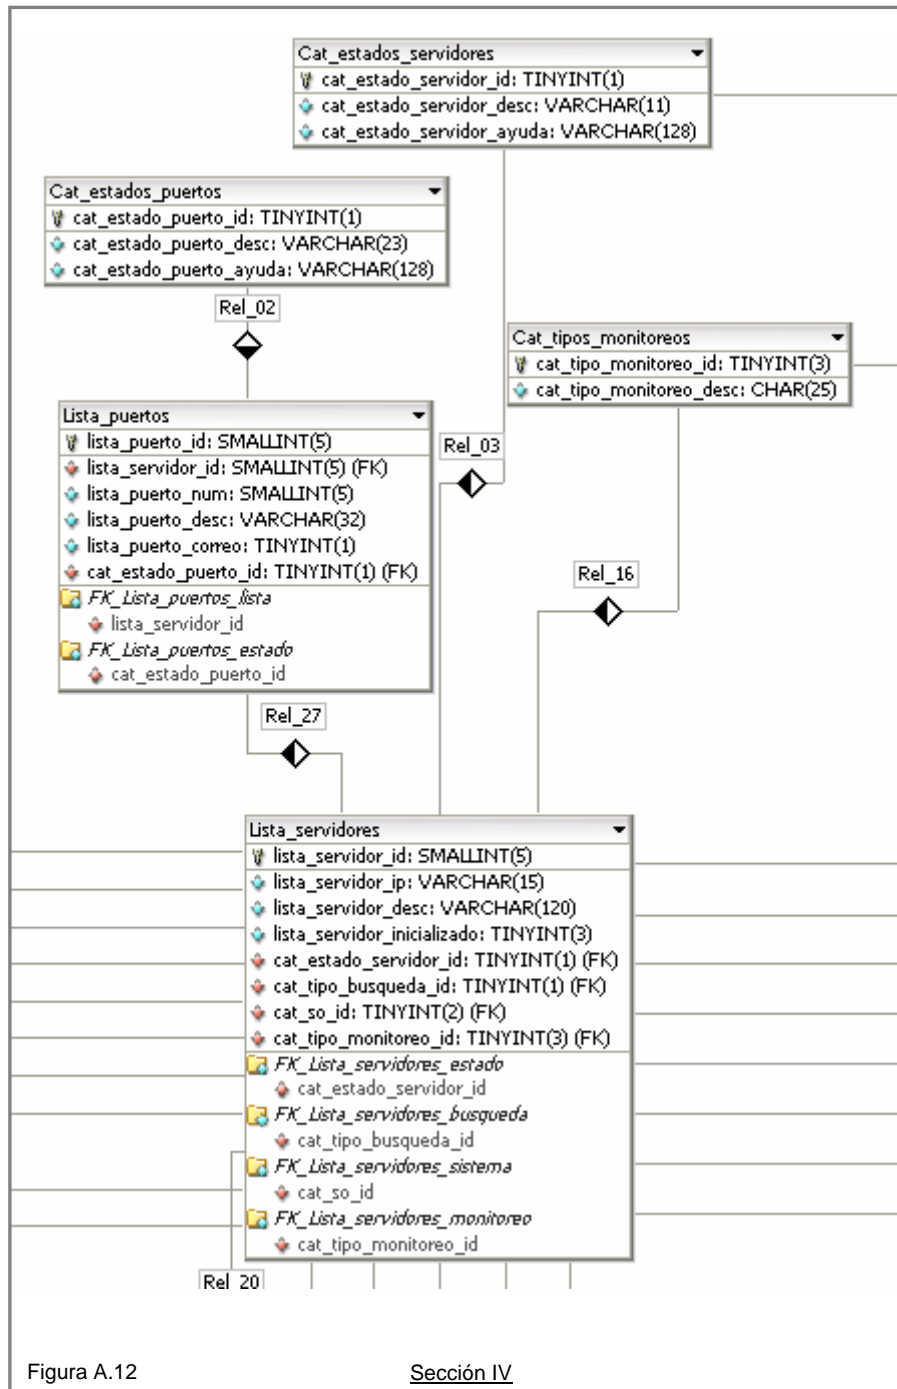 Cat_estados_servidores
cat_estado_servidor_id: TINYINT(1)
cat_estado_servidor_desc: VARCHAR(11)
cat_estado_servidor_ayuda: VARCHAR(128)
Cat_estados_puertos
cat_estado_puerto_id: TINYINT(1)
cat_estado_puerto_desc: VARCHAR(23)
cat_estado_puerto_ayuda: VARCHAR(128)
Rel_02
Cat_tipos_monitoreos
cat_tipo_monitoreo_id: TINYINT(3)
cat_tipo_monitoreo_desc: CHAR(25)
Lista_puertos
lista_puerto_id: SMALLINT(5)
lista_servidor_id: SMALLINT(5) (FK)
lista_puerto_num: SMALLINT(5)
lista_puerto_desc: VARCHAR(32)
lista_puerto_correo: TINYINT(1)
cat_estado_puerto_id: TINYINT(1) (FK)
FK_Lista_puertos_lista
lista_servidor_id
FK_Lista_puertos_estado
cat_estado_puerto_id
Rel_03
Rel_16
Rel_27
Lista_servidores
lista_servidor_id: SMALLINT(5)
lista_servidor_ip: VARCHAR(15)
lista_servidor_desc: VARCHAR(120)
lista_servidor_inicializado: TINYINT(3)
cat_estado_servidor_id: TINYINT(1) (FK)
cat_tipo_busqueda_id: TINYINT(1) (FK)
cat_so_id: TINYINT(2) (FK)
cat_tipo_monitoreo_id: TINYINT(3) (FK)
FK_Lista_servidores_estado
cat_estado_servidor_id
FK_Lista_servidores_busqueda
cat_tipo_busqueda_id
FK_Lista_servidores_sistema
cat_so_id
FK_Lista_servidores_monitoreo
cat_tipo_monitoreo_id
Rel_20
Figura A.12
Sección IV